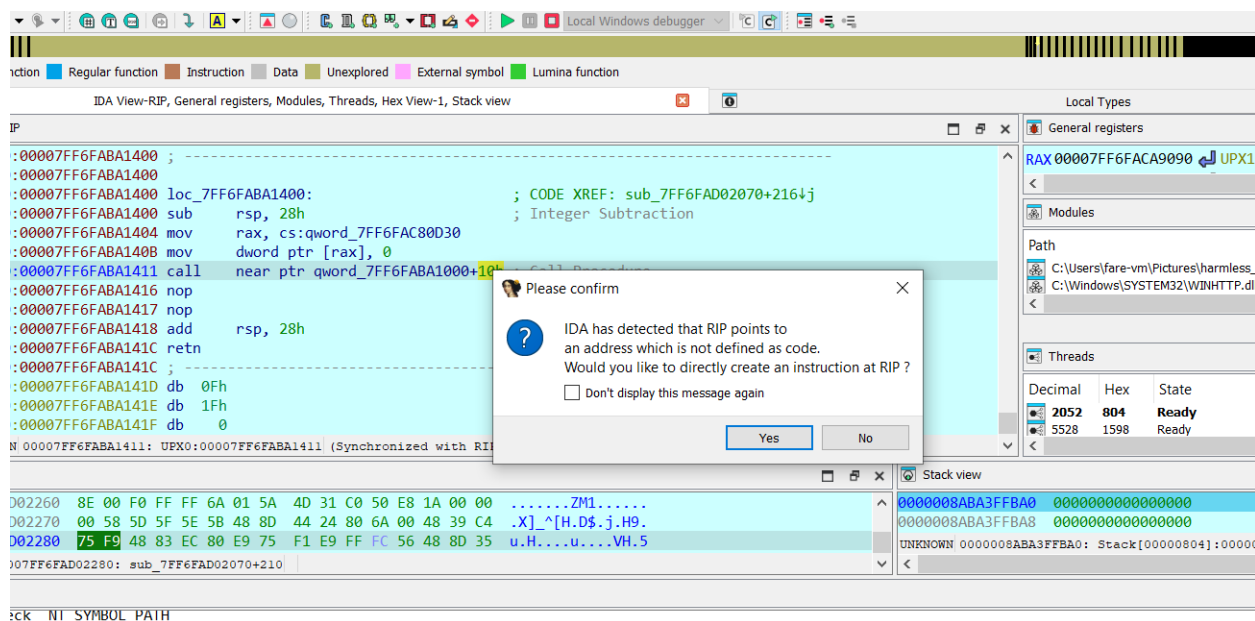 Local Windows debugger
nction Regular function Instruction Data Unexplored External symbol Lumina function
IDA View-RIP, General registers, Modules, Threads, Hex View-1, Stack view
Local Types
IP
General registers
:00007FF6FABA1400 ; ---------------------------------------------------------------------------
:00007FF6FABA1400
:00007FF6FABA1400 loc_7FF6FABA1400: ; CODE XREF: sub_7FF6FAD02070+216↓j
:00007FF6FABA1400 sub rsp, 28h ; Integer Subtraction
:00007FF6FABA1404 mov rax, cs:qword_7FF6FAC80D30
:00007FF6FABA140B mov dword ptr [rax], 0
:00007FF6FABA1411 call near ptr qword_7FF6FABA1000+10h ; Call Procedure
:00007FF6FABA1416 nop
:00007FF6FABA1417 nop
:00007FF6FABA1418 add rsp, 28h
:00007FF6FABA141C retn
:00007FF6FABA141C ; ---------------------------------------------------------------------------
:00007FF6FABA141D db 0Fh
:00007FF6FABA141E db 1Fh
:00007FF6FABA141F db 0
N 00007FF6FABA1411: UPX0:00007FF6FABA1411 (Synchronized with RI
Please confirm
IDA has detected that RIP points to
an address which is not defined as code.
Would you like to directly create an instruction at RIP ?
Don't display this message again
Yes No
RAX 00007FF6FACA9090 UPX1
Modules
Path
C:\Users\fare-vm\Pictures\harmless_
C:\Windows\SYSTEM32\WINHTTP.dl
Threads
Decimal Hex State
2052 804 Ready
5528 1598 Ready
D02260 8E 00 F0 FF FF 6A 01 5A 4D 31 C0 50 E8 1A 00 00 .......ZM1......
D02270 00 58 5D 5F 5E 5B 48 8D 44 24 80 6A 00 48 39 C4 .X]_^[H.D$.j.H9.
D02280 75 F9 48 83 EC 80 E9 75 F1 E9 FF FC 56 48 8D 35 u.H....u....VH.5
007FF6FAD02280: sub_7FF6FAD02070+210
Stack view
0000008ABA3FFBA0 0000000000000000
0000008ABA3FFBA8 0000000000000000
UNKNOWN 0000008ABA3FFBA0: Stack[00000804]:0000
eck NT SYMBOL PATH